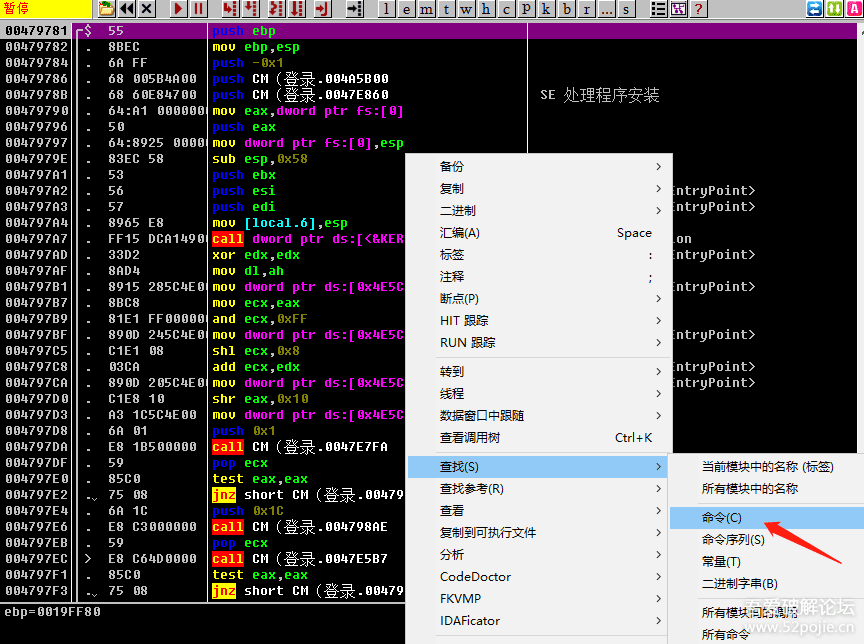 暂停 l e m t w h c p k b r ... s ?
00479781 $ 55 push ebp
00479782 . 8BEC mov ebp,esp
00479784 . 6A FF push -0x1
00479786 . 68 005B4A00 push CM（登录.004A5B00
0047978B . 68 60E84700 push CM（登录.0047E860 SE 处理程序安装
00479790 . 64:A1 0000000 mov eax,dword ptr fs:[0]
00479796 . 50 push eax
00479797 . 64:8925 0000 mov dword ptr fs:[0],esp
0047979E . 83EC 58 sub esp,0x58
004797A1 . 53 push ebx
004797A2 . 56 push esi EntryPoint>
004797A3 . 57 push edi EntryPoint>
004797A4 . 8965 E8 mov [local.6],esp
004797A7 . FF15 DCA1490 call dword ptr ds:[<&KER ion
004797AD . 33D2 xor edx,edx EntryPoint>
004797AF . 8AD4 mov dl,ah
004797B1 . 8915 285C4E0 mov dword ptr ds:[0x4E5C EntryPoint>
004797B7 . 8BC8 mov ecx,eax
004797B9 . 81E1 FF00000 and ecx,0xFF
004797BF . 890D 245C4E0 mov dword ptr ds:[0x4E5C EntryPoint>
004797C5 . C1E1 08 shl ecx,0x8
004797C8 . 03CA add ecx,edx EntryPoint>
004797CA . 890D 205C4E0 mov dword ptr ds:[0x4E5C EntryPoint>
004797D0 . C1E8 10 shr eax,0x10
004797D3 . A3 1C5C4E00 mov dword ptr ds:[0x4E5C
004797D8 . 6A 01 push 0x1
004797DA . E8 1B500000 call CM（登录.0047E7FA
004797DF . 59 pop ecx
004797E0 . 85C0 test eax,eax
004797E2 . 75 08 jnz short CM（登录.00479
004797E4 . 6A 1C push 0x1C
004797E6 . E8 C3000000 call CM（登录.004798AE
004797EB . 59 pop ecx
004797EC > E8 C64D0000 call CM（登录.0047E5B7
004797F1 . 85C0 test eax,eax
004797F3 . 75 08 jnz short CM（登录.00479
ebp=0019FF80
备份
复制
二进制
汇编(A) Space
标签 :
注释 ;
断点(P)
HIT 跟踪
RUN 跟踪
转到
线程
数据窗口中跟随
查看调用树 Ctrl+K
查找(S)
查找参考(R)
查看
复制到可执行文件
分析
CodeDoctor
FKVMP
IDAFicator
当前模块中的名称 (标签)
所有模块中的名称
命令(C)
命令序列(S)
常量(T)
二进制字串(B)
所有模块间的调用
所有命令
吾爱破解论坛
www.52pojie.cn